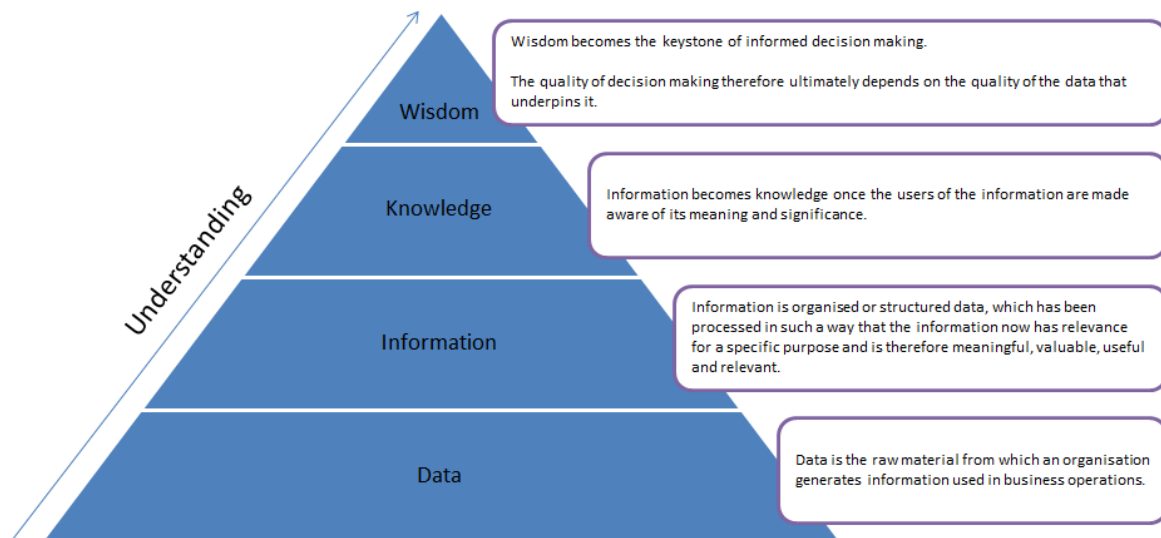 Wisdom becomes the keystone of informed decision making.
The quality of decision making therefore ultimately depends on the quality of the data that
underpins it.
Wisdom
Understanding
Knowledge
Information becomes knowledge once the users of the information are made
aware of its meaning and significance.
Information
Information is organised or structured data, which has been
processed in such a way that the information now has relevance
for a specific purpose and is therefore meaningful, valuable, useful
and relevant.
Data
Data is the raw material from which an organisation
generates information used in business operations.